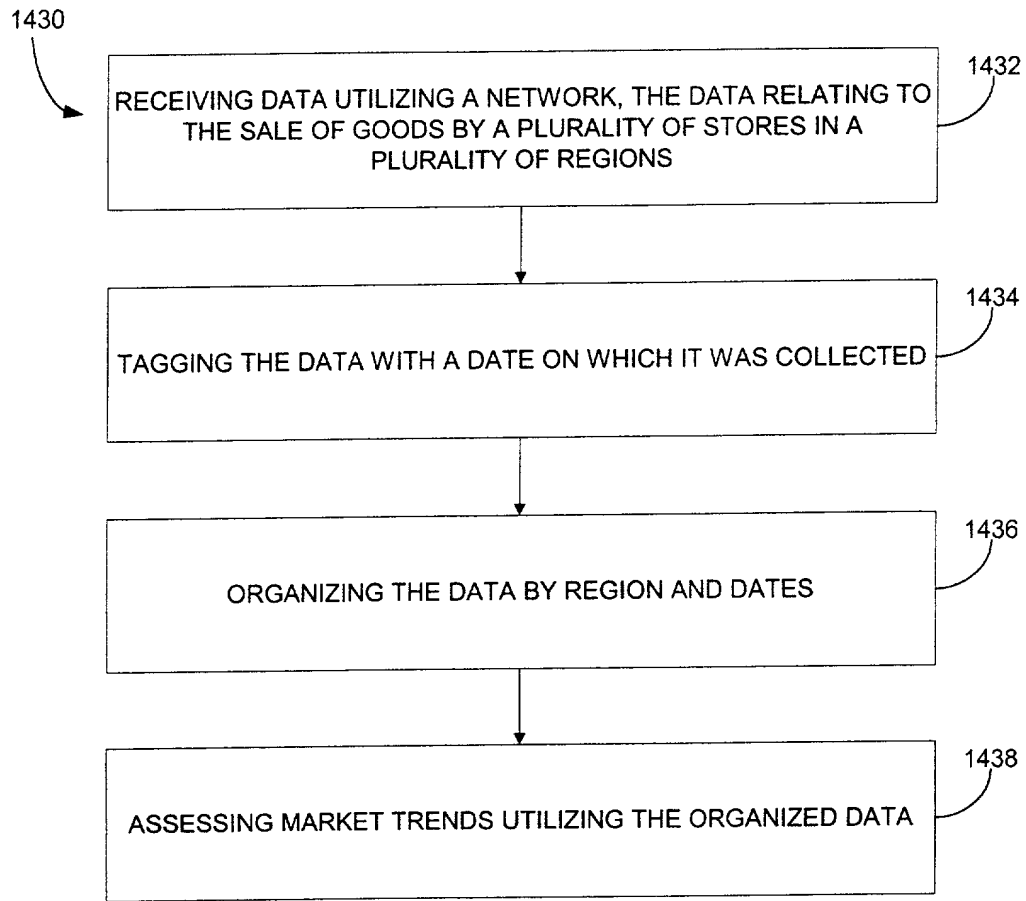 1430
1432
RECEIVING DATA UTILIZING A NETWORK, THE DATA RELATING TO
THE SALE OF GOODS BY A PLURALITY OF STORES IN A
PLURALITY OF REGIONS
1434
TAGGING THE DATA WITH A DATE ON WHICH IT WAS COLLECTED
1436
ORGANIZING THE DATA BY REGION AND DATES
1438
ASSESSING MARKET TRENDS UTILIZING THE ORGANIZED DATA